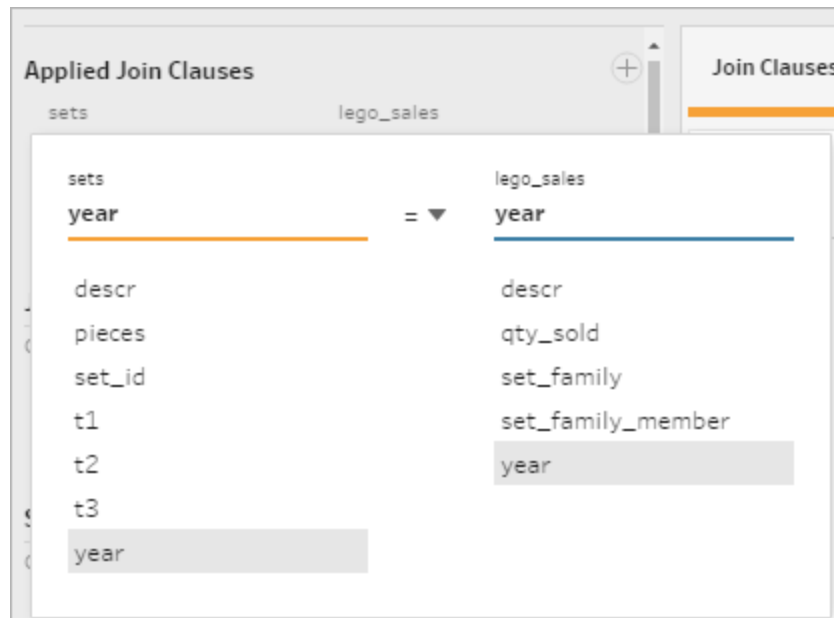 Applied Join Clauses
Join Clauses
sets
lego_sales
sets
lego_sales
year
=
year
descr
pieces
set_id
t1
t2
t3
year
descr
qty_sold
set_family
set_family_member
year